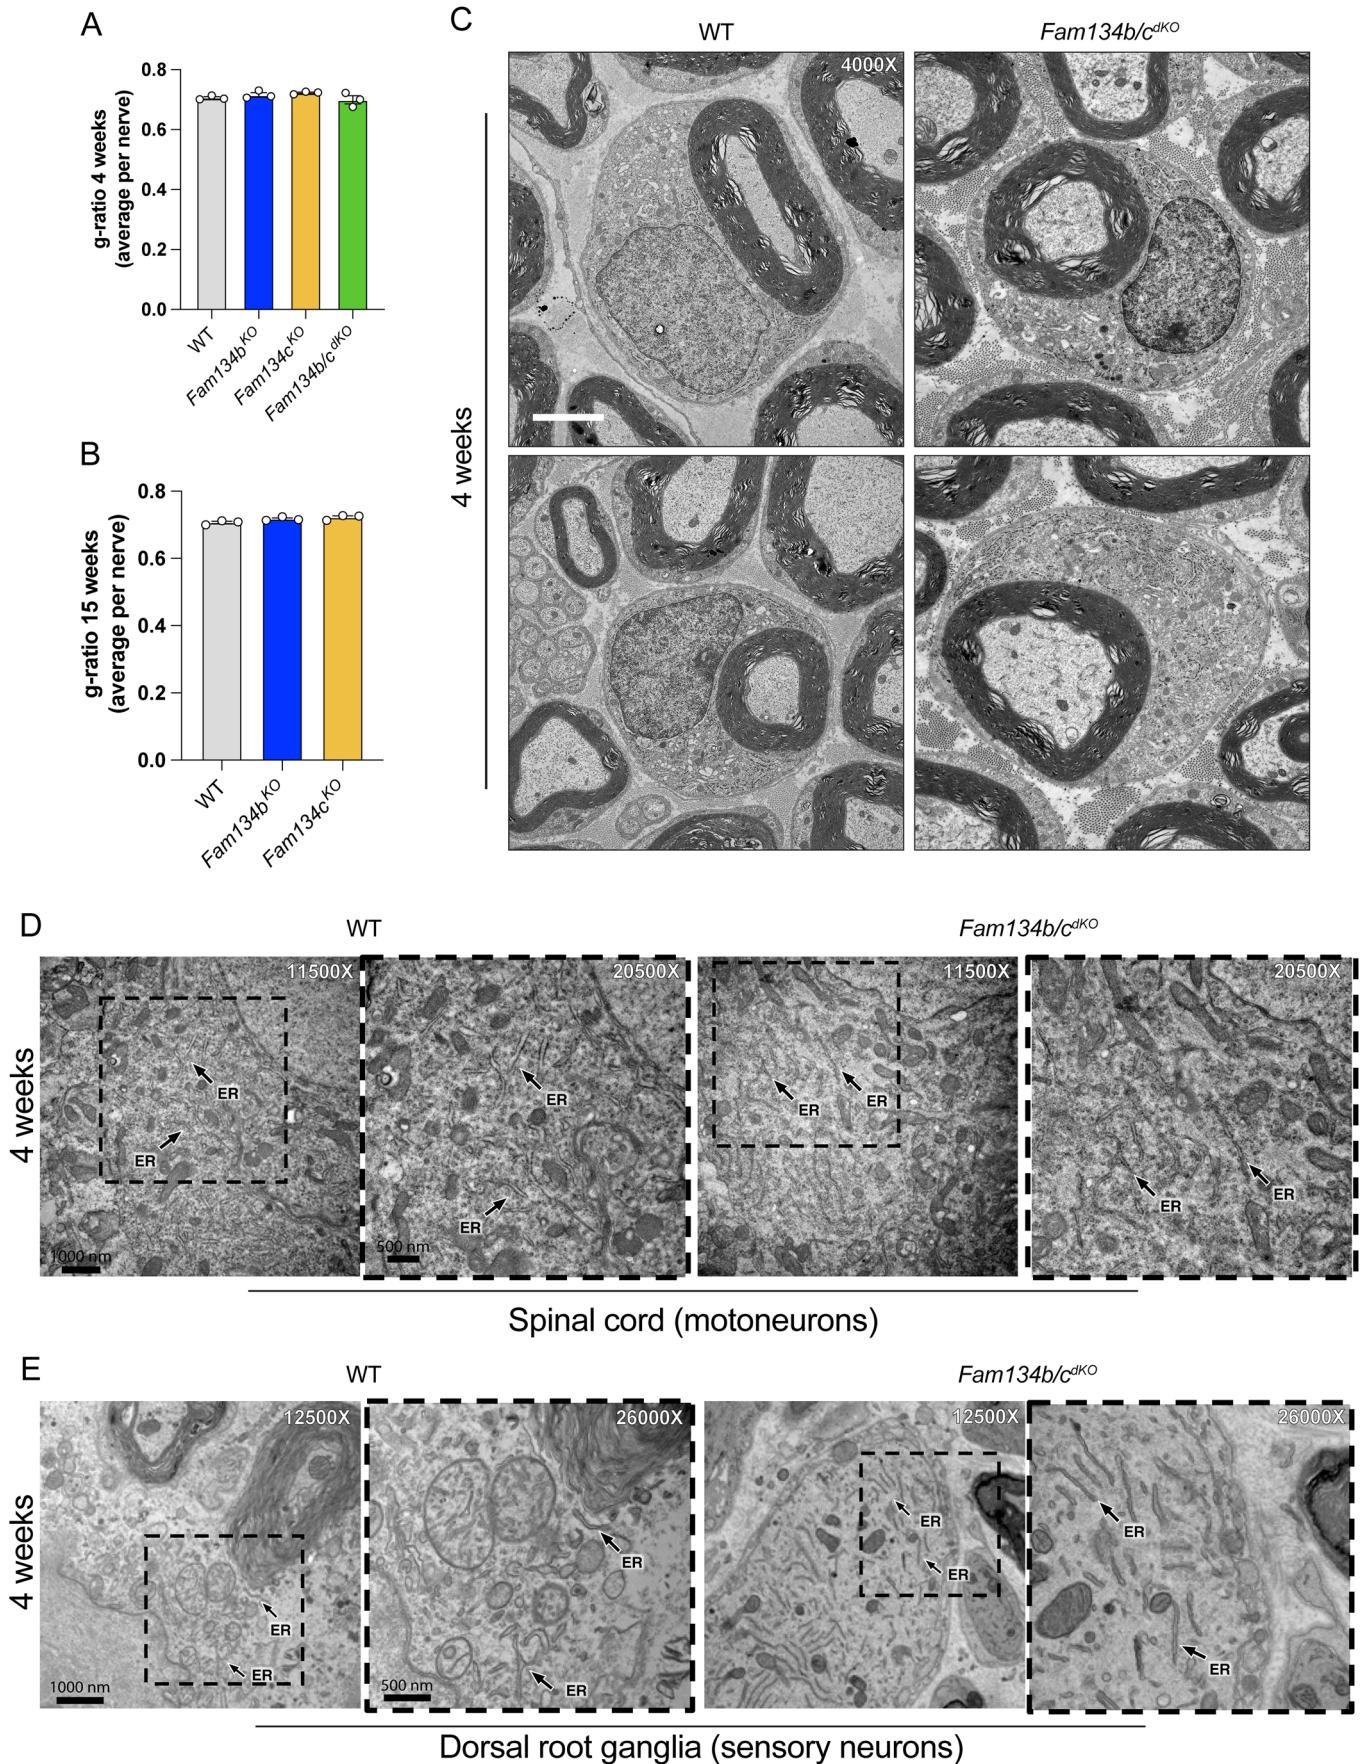 A
g-ratio 4 weeks
(average per nerve)
0.8
0.6
0.4
0.2
0.0
WT
Fam134b KO
Fam134c KO
Fam134b/c dKO
B
g-ratio 15 weeks
(average per nerve)
0.8
0.6
0.4
0.2
0.0
WT
Fam134b KO
Fam134c KO
C
WT
Fam134b/c dKO
4 weeks
4000X
D
WT
Fam134b/c dKO
4 weeks
11500X
ER
ER
1000 nm
20500X
ER
ER
500 nm
11500X
ER
ER
20500X
ER
ER
Spinal cord (motoneurons)
E
WT
Fam134b/c dKO
4 weeks
12500X
ER
ER
1000 nm
26000X
ER
ER
500 nm
12500X
ER
ER
26000X
ER
ER
Dorsal root ganglia (sensory neurons)